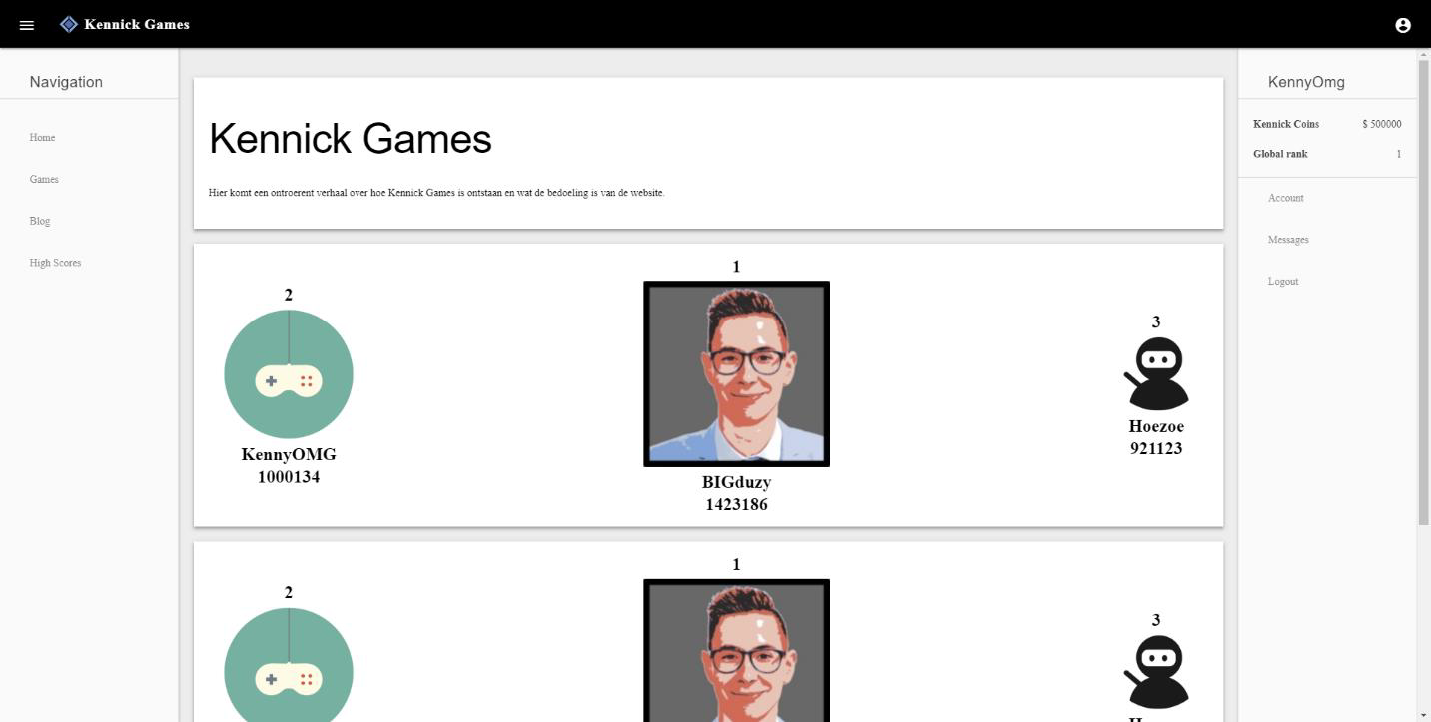 Kennick Games
Navigation
Home
Games
Blog
High Scores
Kennick Games
Hier komt een ontroerent verhaal over hoe Kennick Games is ontstaan en wat de bedoeling is van de website.
2
KennyOMG
1000134
1
BIGduzy
1423186
3
Hoezoe
921123
2
1
3
KennyOmg
Kennick Coins $ 500000
Global rank 1
Account
Messages
Logout